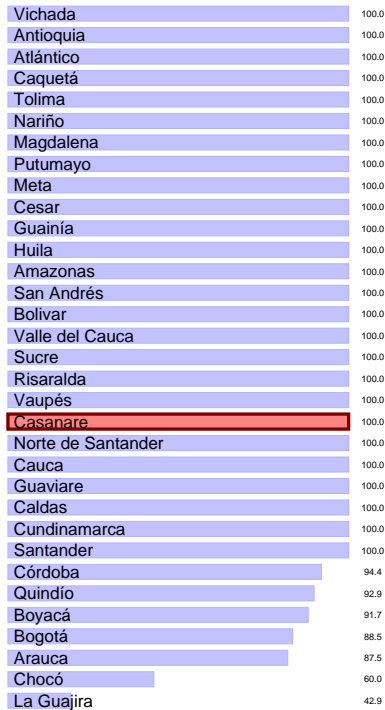 Vichada 100.0
Antioquia 100.0
Atlántico 100.0
Caquetá 100.0
Tolima 100.0
Nariño 100.0
Magdalena 100.0
Putumayo 100.0
Meta 100.0
Cesar 100.0
Guainía 100.0
Huila 100.0
Amazonas 100.0
San Andrés 100.0
Bolivar 100.0
Valle del Cauca 100.0
Sucre 100.0
Risaralda 100.0
Vaupés 100.0
Casanare 100.0
Norte de Santander 100.0
Cauca 100.0
Guaviare 100.0
Caldas 100.0
Cundinamarca 100.0
Santander 100.0
Córdoba 94.4
Quindío 92.9
Boyacá 91.7
Bogotá 88.5
Arauca 87.5
Chocó 60.0
La Guajira 42.9